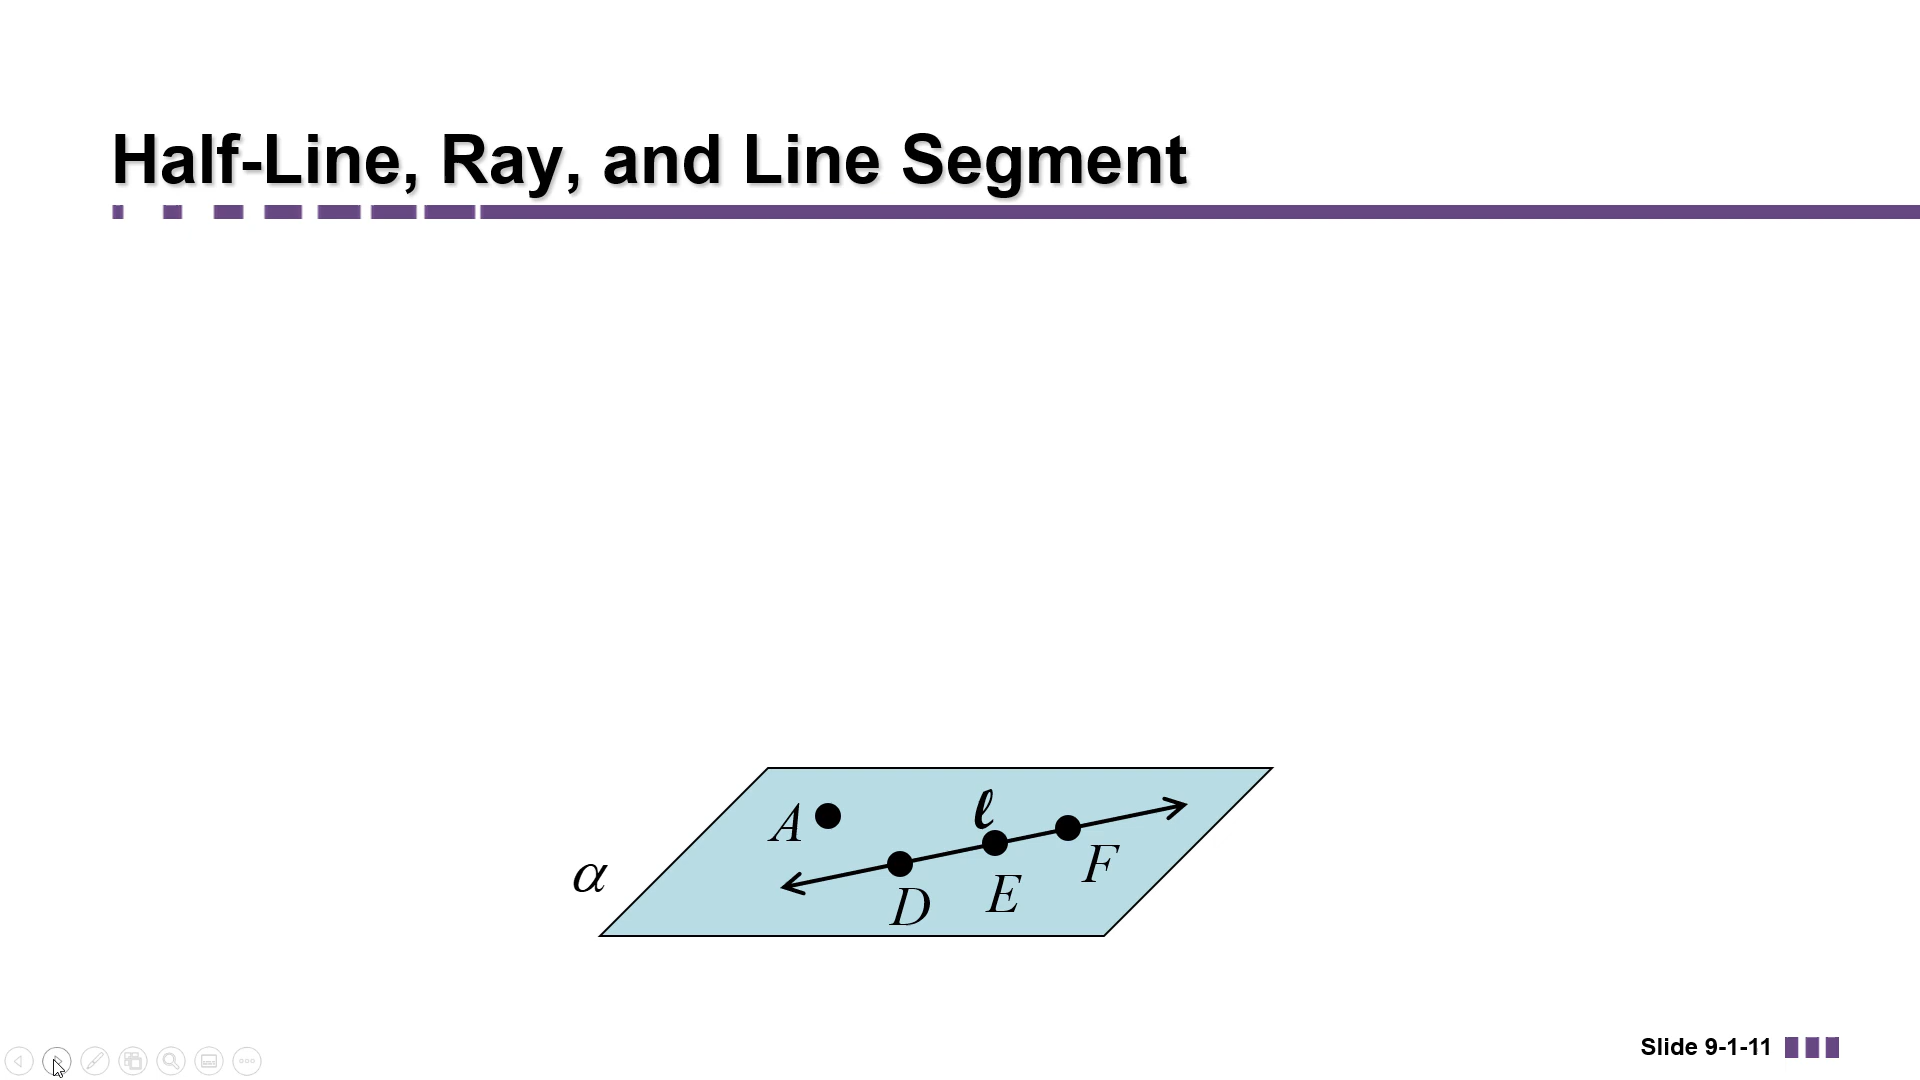 Half-Line, Ray, and Line Segment
A
ℓ
F
α
E
D
Slide 9-1-11